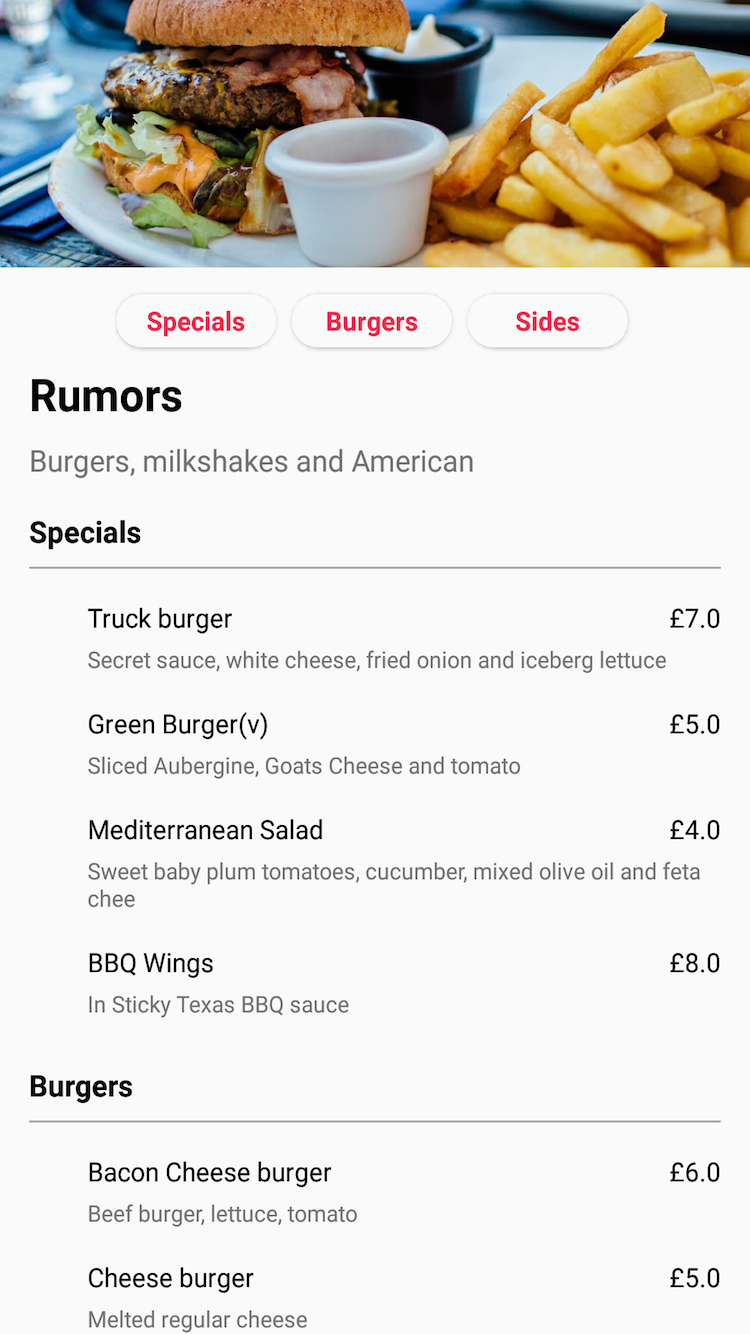 Specials
Burgers
Sides
Rumors
Burgers, milkshakes and American
Specials
Truck burger £7.0
Secret sauce, white cheese, fried onion and iceberg lettuce
Green Burger(v) £5.0
Sliced Aubergine, Goats Cheese and tomato
Mediterranean Salad £4.0
Sweet baby plum tomatoes, cucumber, mixed olive oil and feta
chee
BBQ Wings £8.0
In Sticky Texas BBQ sauce
Burgers
Bacon Cheese burger £6.0
Beef burger, lettuce, tomato
Cheese burger £5.0
Melted regular cheese